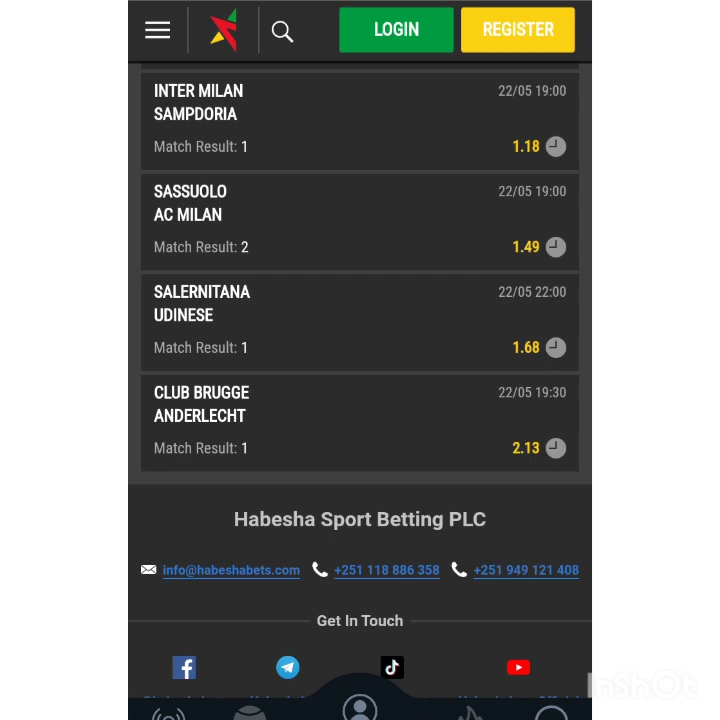 LOGIN
REGISTER
INTER MILAN
22/05 19:00
SAMPDORIA
Match Result: 1
1.18
SASSUOLO
22/05 19:00
AC MILAN
Match Result: 2
1.49
SALERNITANA
22/05 22:00
UDINESE
Match Result: 1
1.68
CLUB BRUGGE
22/05 19:30
ANDERLECHT
Match Result: 1
2.13
Habesha Sport Betting PLC
info@habeshabets.com
+251 118 886 358
+251 949 121 408
Get In Touch
InShOt